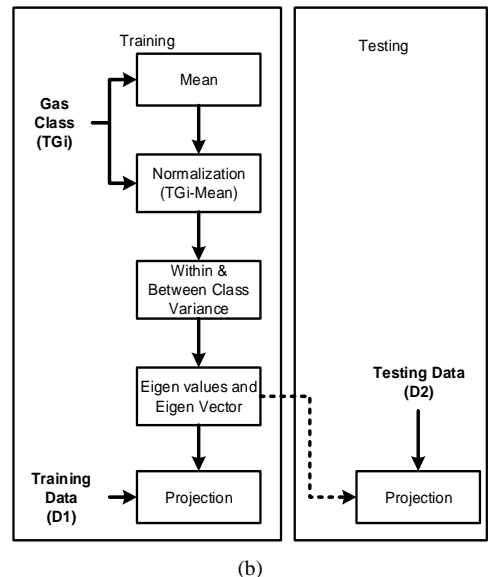 Training
Testing
Mean
Gas
Class
(TGi)
Normalization
(TGi-Mean)
Within &
Between Class
Variance
Eigen values and
Eigen Vector
Testing Data
(D2)
Training
Data
(D1)
Projection
Projection
(b)